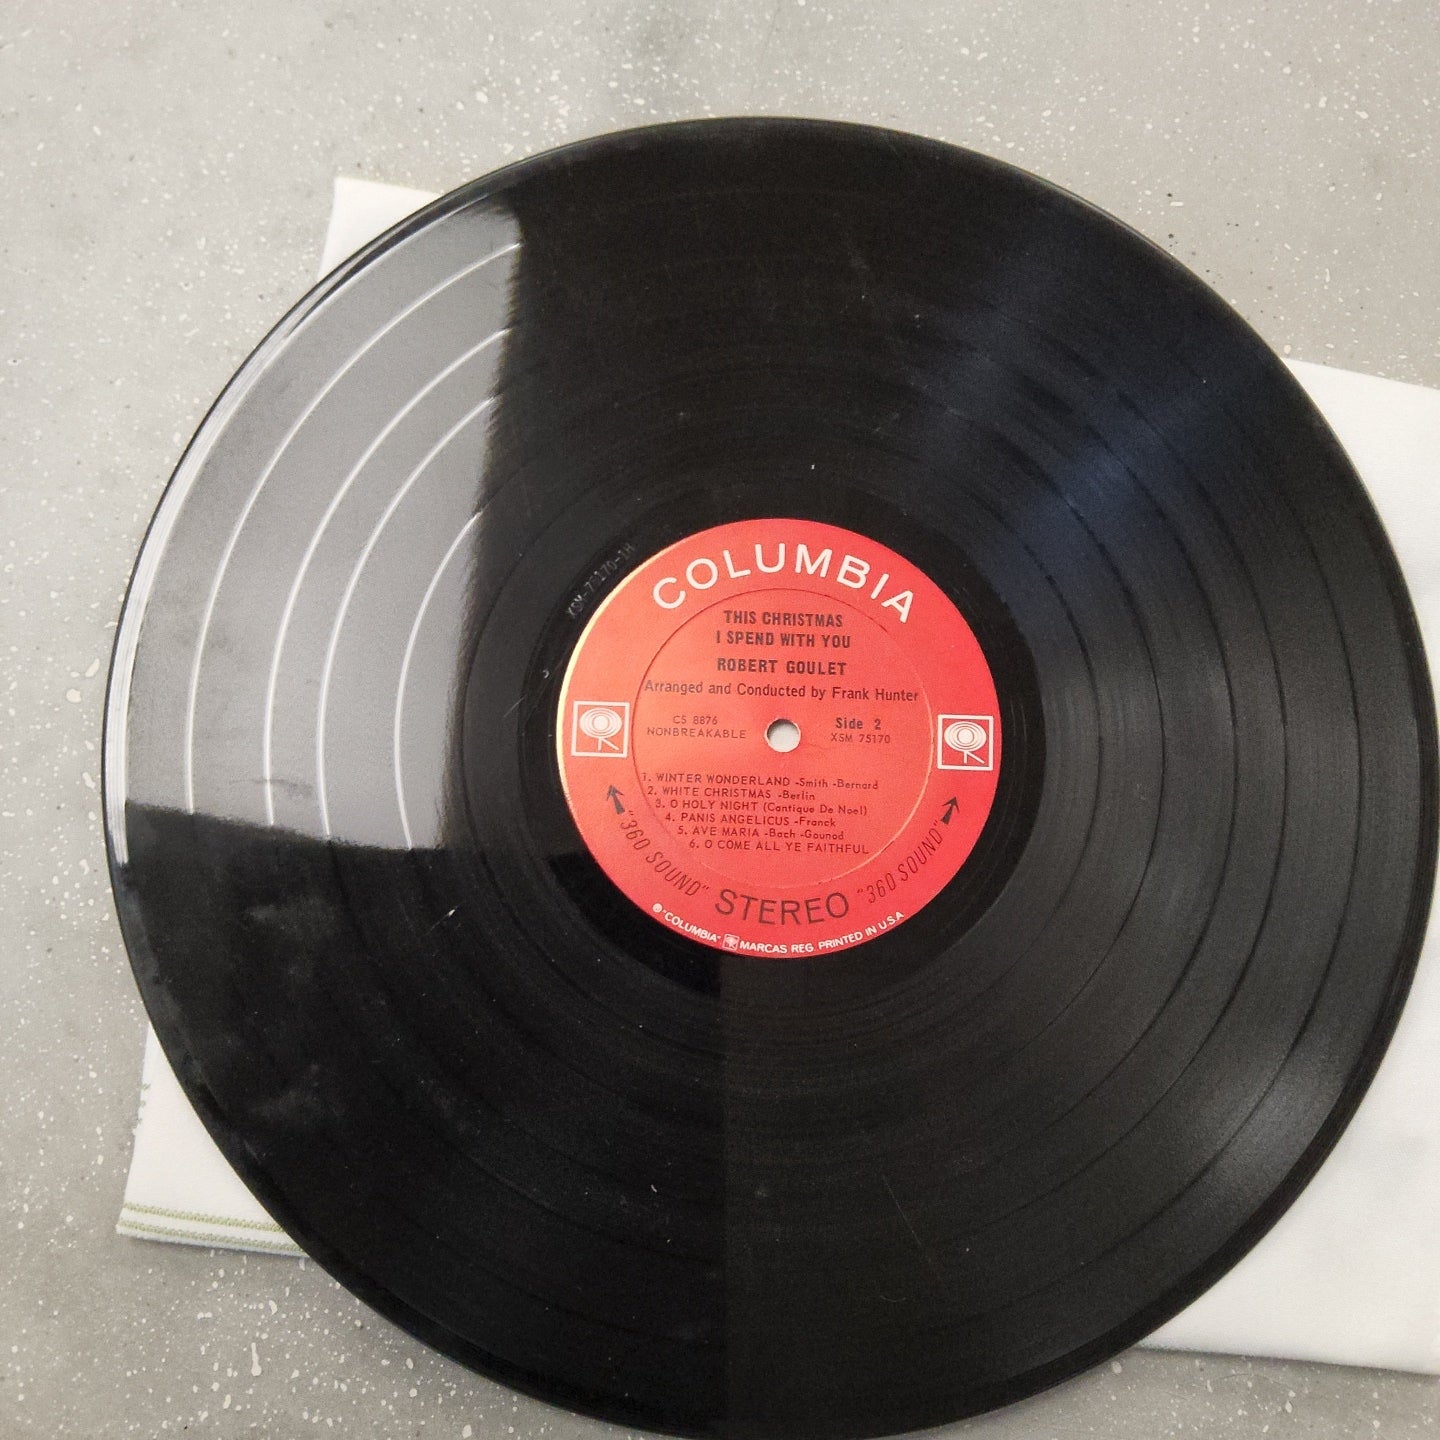 COLUMBIA
THIS CHRISTMAS
I SPEND WITH YOU
ROBERT GOULET
Arranged and Conducted by Frank Hunter
CS 8876
NONBREAKABLE
Side 2
XSM 75170
1. WINTER WONDERLAND -Smith -Bernard
2. WHITE CHRISTMAS -Berlin
3. O HOLY NIGHT (Cantique De Noel)
4. PANIS ANGELICUS -Franck
5. AVE MARIA -Bach -Gounod
6. O COME ALL YE FAITHFUL
"360 SOUND" STEREO "360 SOUND"
® "COLUMBIA" MARCAS REG. PRINTED IN U.S.A
XSM-75170-1H